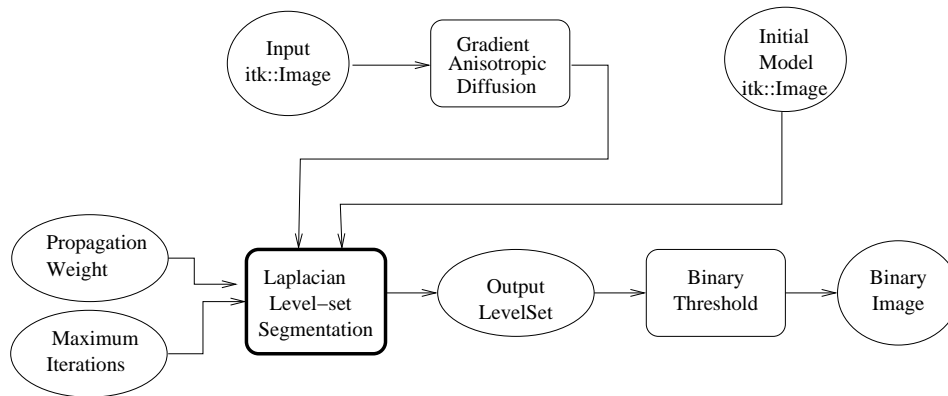 Input
itk::Image
Gradient
Anisotropic
Diffusion
Initial
Model
itk::Image
Propagation
Weight
Maximum
Iterations
Laplacian
Level-set
Segmentation
Output
LevelSet
Binary
Threshold
Binary
Image